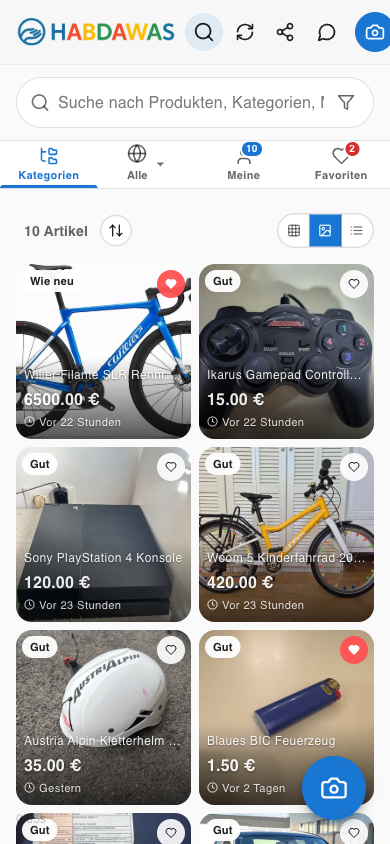 HABDAWAS
Suche nach Produkten, Kategorien,
Kategorien
Alle
10
Meine
2
Favoriten
10 Artikel
Wie neu
Wilier Filante SLR Rennr...
6500.00 €
Vor 22 Stunden
Gut
Ikarus Gamepad Controll...
15.00 €
Vor 22 Stunden
Gut
Sony PlayStation 4 Konsole
120.00 €
Vor 23 Stunden
Gut
Woom 5 Kinderfahrrad 20...
420.00 €
Vor 23 Stunden
Gut
AUSTRIALPIN
Austria Alpin Kletterhelm ...
35.00 €
Gestern
Gut
Blaues BIC Feuerzeug
1.50 €
Vor 2 Tagen
Gut
Gut